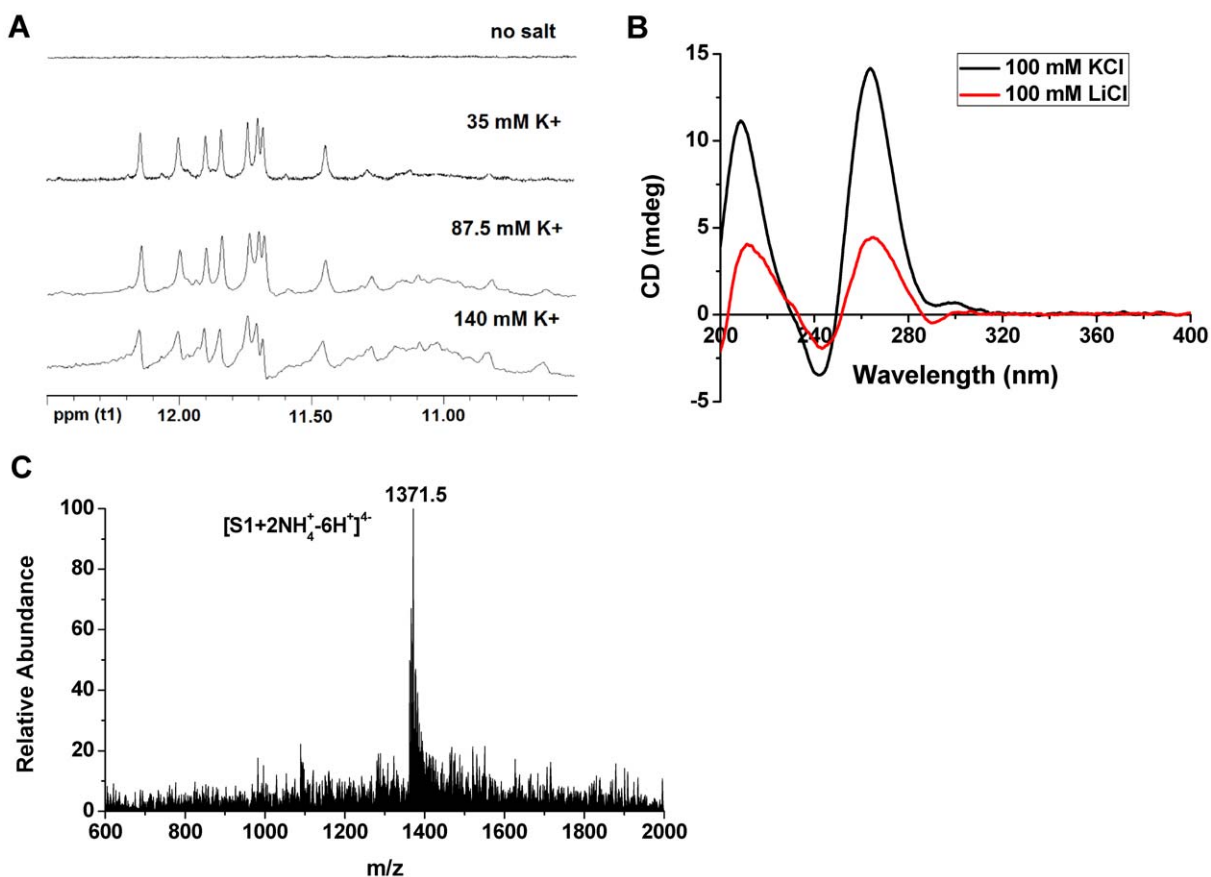 A
no salt
35 mM K+
87.5 mM K+
140 mM K+
ppm (t1)
12.00
11.50
11.00
B
100 mM KCl
100 mM LiCl
CD (mdeg)
15
10
5
0
-5
200 240 280 320 360 400
Wavelength (nm)
C
1371.5
[S1+2NH₄⁺-6H⁺]⁴⁻
Relative Abundance
100
80
60
40
20
0
600 800 1000 1200 1400 1600 1800 2000
m/z